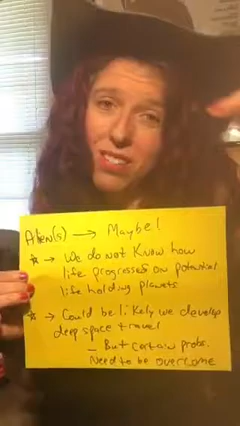 Alien(s) → Maybe!
☆ → We do not know how
life progresses on potential
life holding planets
☆ → Could be likely we develop
deep space travel
– But certain probs.
Need to be overcome